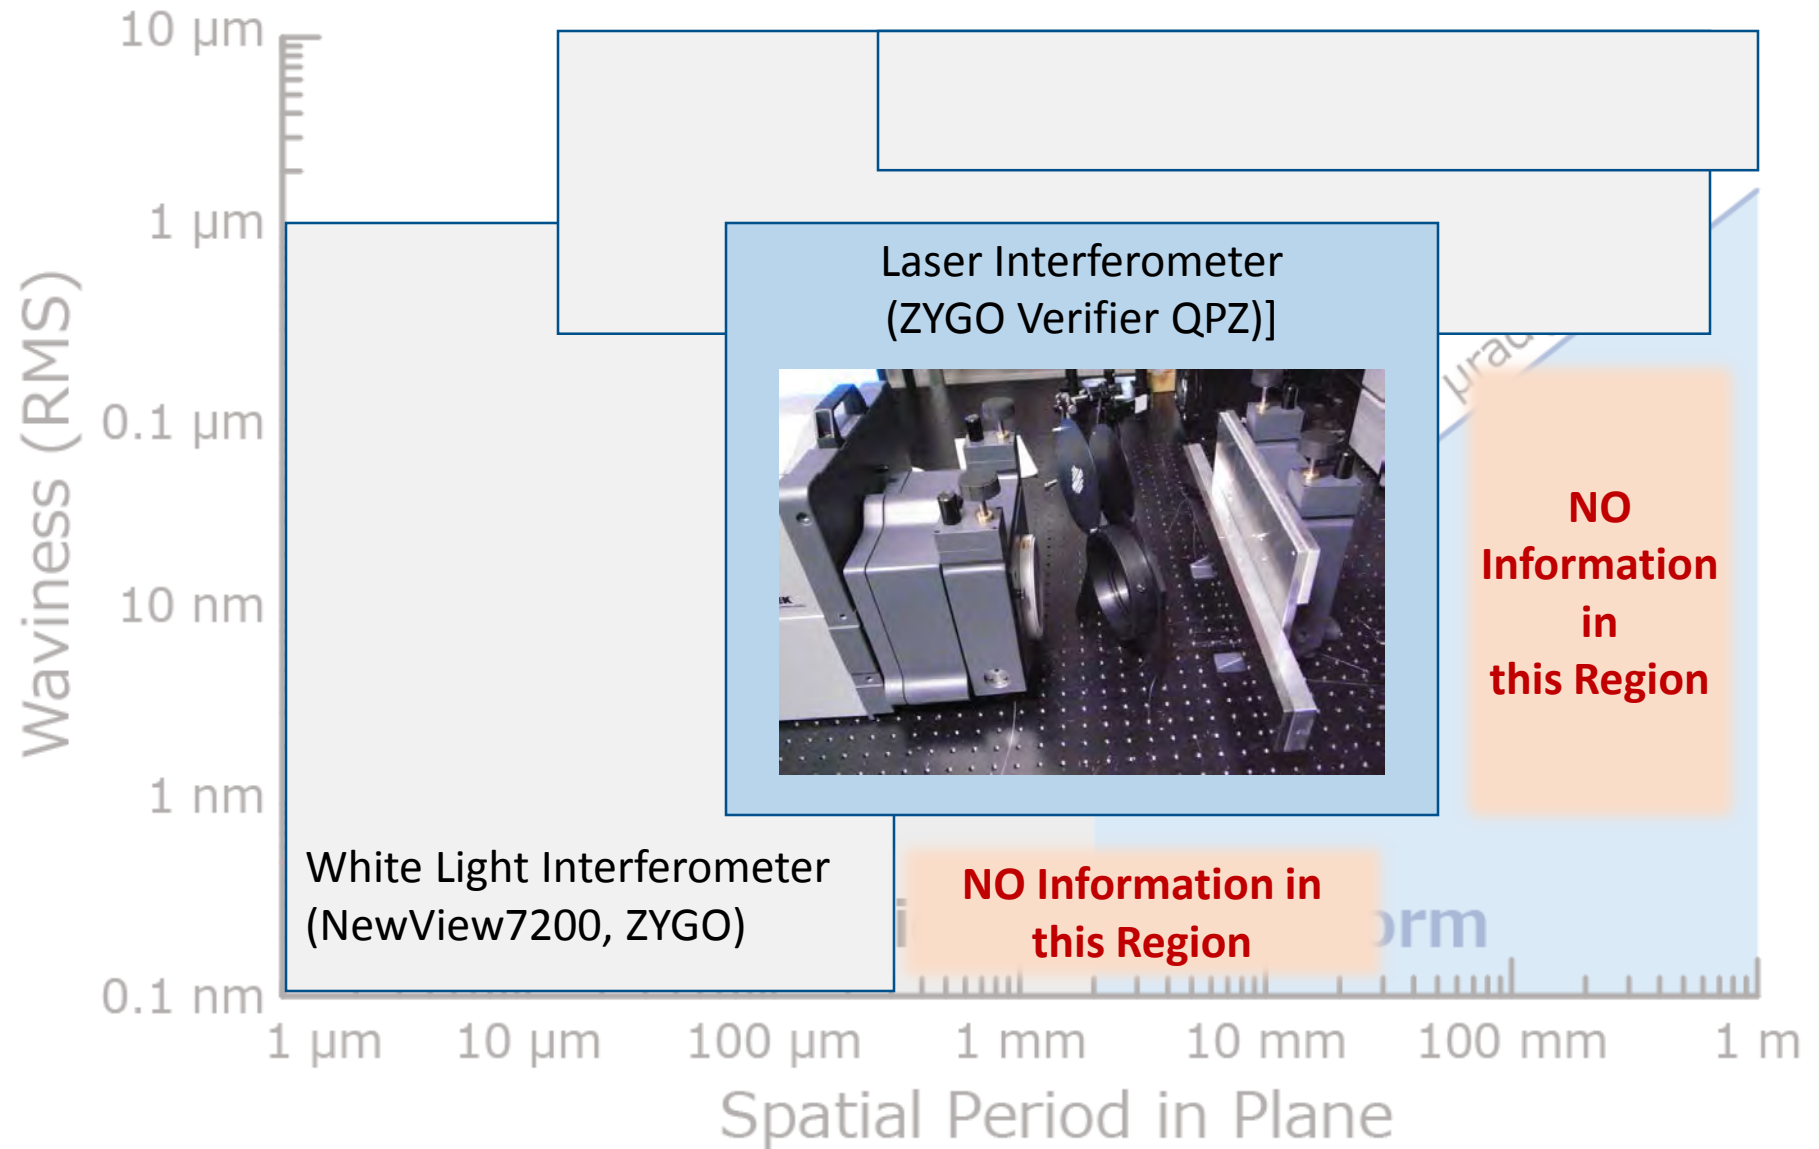 10 µm
1 µm
0.1 µm
10 nm
1 nm
0.1 nm
Waviness (RMS)
Laser Interferometer
(ZYGO Verifier QPZ)]
µrad
NO
Information
in
this Region
White Light Interferometer
(NewView7200, ZYGO)
NO Information in
this Region
orm
1 µm 10 µm 100 µm 1 mm 10 mm 100 mm 1 m
Spatial Period in Plane